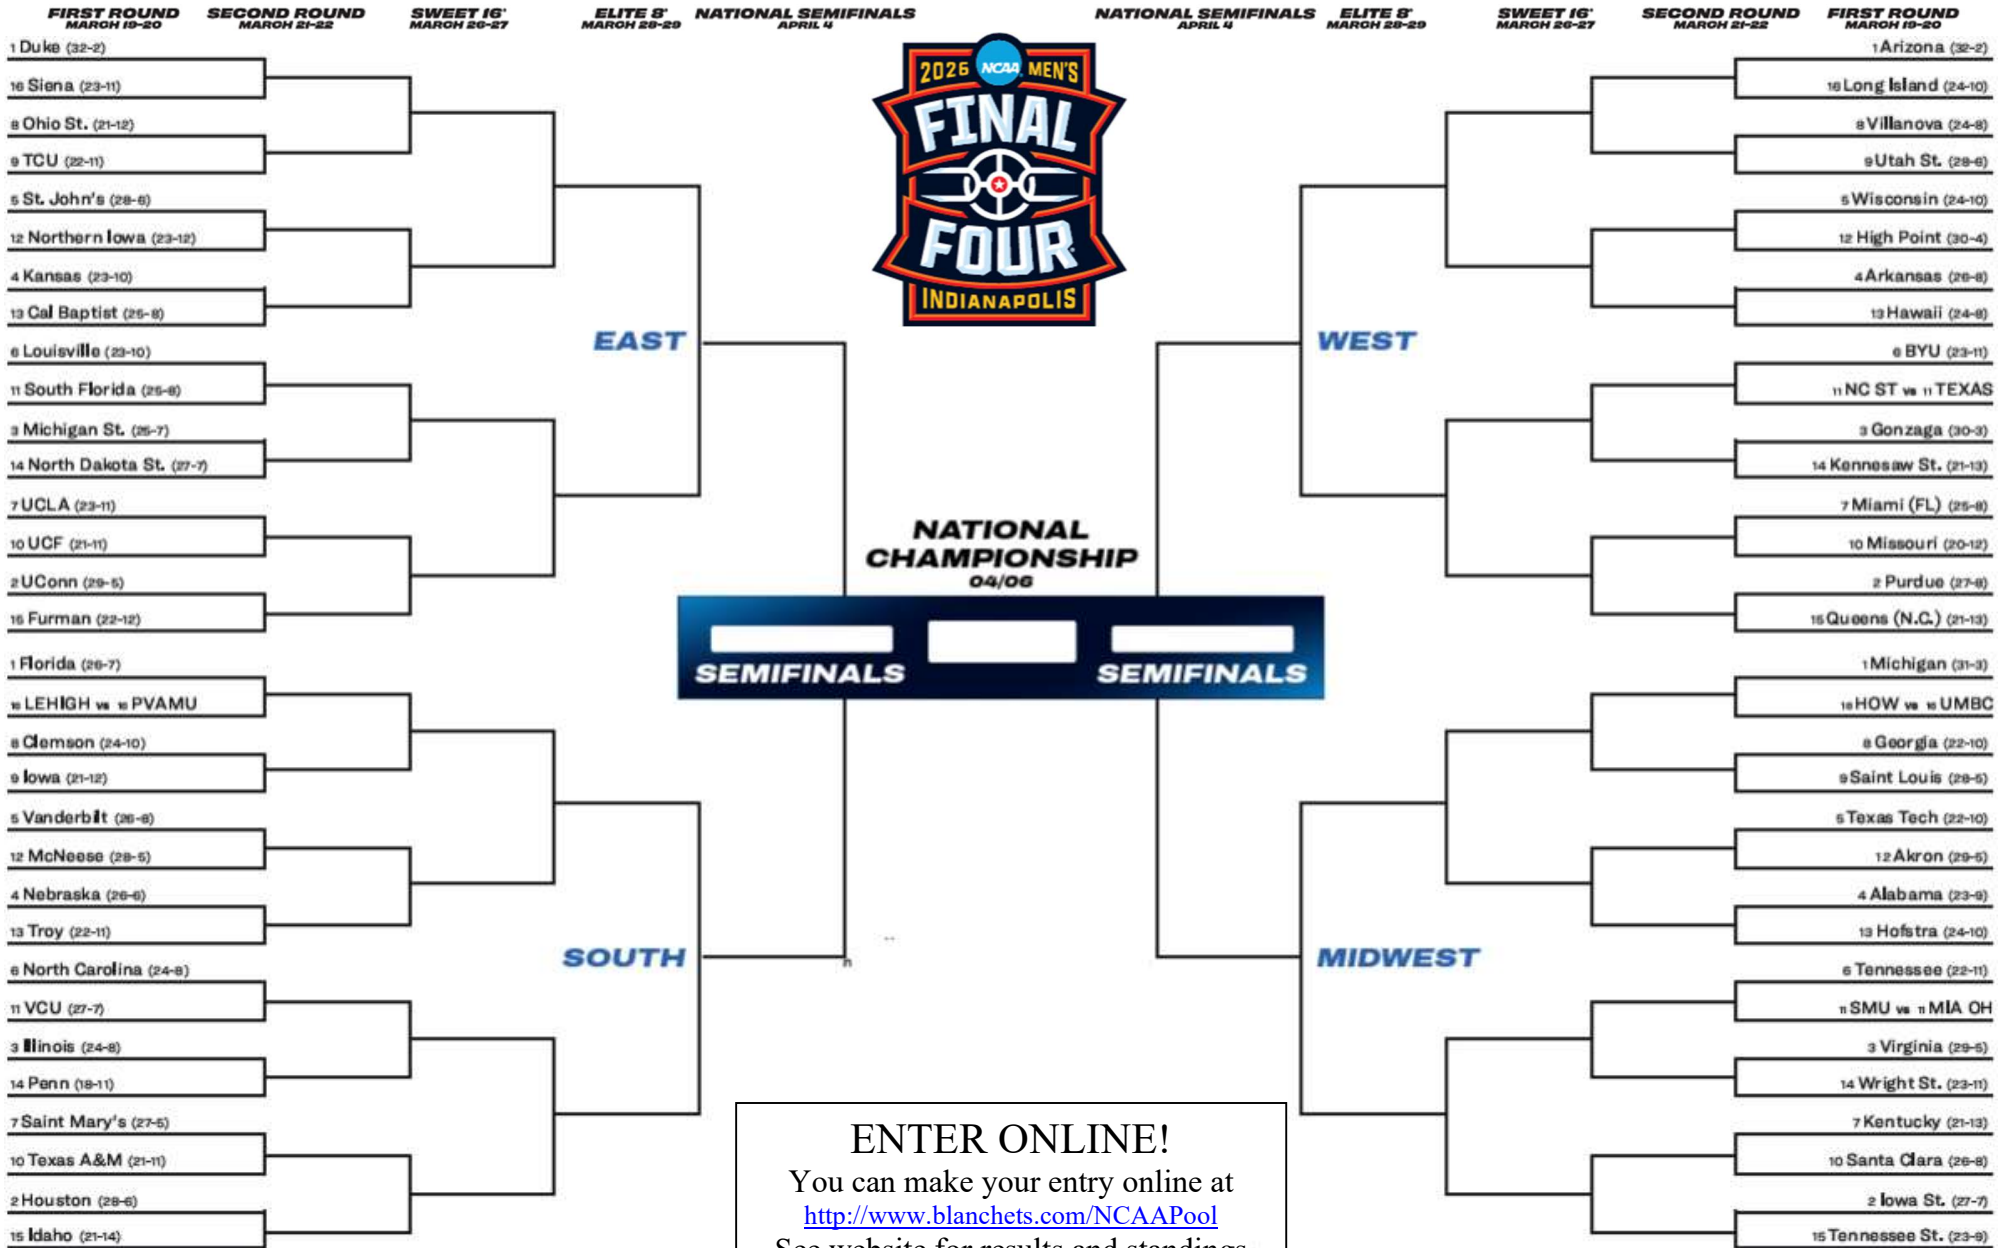 FIRST ROUND
MARCH 19-20
SECOND ROUND
MARCH 21-22
SWEET 16'
MARCH 26-27
ELITE 8'
MARCH 28-29
NATIONAL SEMIFINALS
APRIL 4
NATIONAL SEMIFINALS
APRIL 4
ELITE 8'
MARCH 28-29
SWEET 16'
MARCH 26-27
SECOND ROUND
MARCH 21-22
FIRST ROUND
MARCH 19-20
1 Duke (32-2)
16 Siena (23-11)
8 Ohio St. (21-12)
9 TCU (22-11)
5 St. John's (28-6)
12 Northern Iowa (23-12)
4 Kansas (23-10)
13 Cal Baptist (25-8)
6 Louisville (23-10)
11 South Florida (25-8)
3 Michigan St. (25-7)
14 North Dakota St. (27-7)
7 UCLA (23-11)
10 UCF (21-11)
2 UConn (29-5)
15 Furman (22-12)
EAST
1 Florida (26-7)
16 LEHIGH vs 16 PVAMU
8 Clemson (24-10)
9 Iowa (21-12)
5 Vanderbilt (26-8)
12 McNeese (28-5)
4 Nebraska (26-6)
13 Troy (22-11)
6 North Carolina (24-8)
11 VCU (27-7)
3 Illinois (24-8)
14 Penn (18-11)
7 Saint Mary's (27-5)
10 Texas A&M (21-11)
2 Houston (28-6)
15 Idaho (21-14)
SOUTH
2026 NCAA MEN'S
FINAL
FOUR
INDIANAPOLIS
NATIONAL
CHAMPIONSHIP
04/06
SEMIFINALS
SEMIFINALS
n
1 Arizona (32-2)
16 Long Island (24-10)
8 Villanova (24-8)
9 Utah St. (28-6)
5 Wisconsin (24-10)
12 High Point (30-4)
4 Arkansas (26-8)
13 Hawaii (24-8)
6 BYU (23-11)
11 NC ST vs 11 TEXAS
3 Gonzaga (30-3)
14 Kennesaw St. (21-13)
7 Miami (FL) (25-8)
10 Missouri (20-12)
2 Purdue (27-8)
15 Queens (N.C.) (21-13)
WEST
1 Michigan (31-3)
16 HOW vs 16 UMBC
8 Georgia (22-10)
9 Saint Louis (28-5)
5 Texas Tech (22-10)
12 Akron (29-5)
4 Alabama (23-9)
13 Hofstra (24-10)
6 Tennessee (22-11)
11 SMU vs 11 MIA OH
3 Virginia (29-5)
14 Wright St. (23-11)
7 Kentucky (21-13)
10 Santa Clara (26-8)
2 Iowa St. (27-7)
15 Tennessee St. (23-9)
MIDWEST
ENTER ONLINE!
You can make your entry online at
http://www.blanchets.com/NCAAPool
See website for results and standings